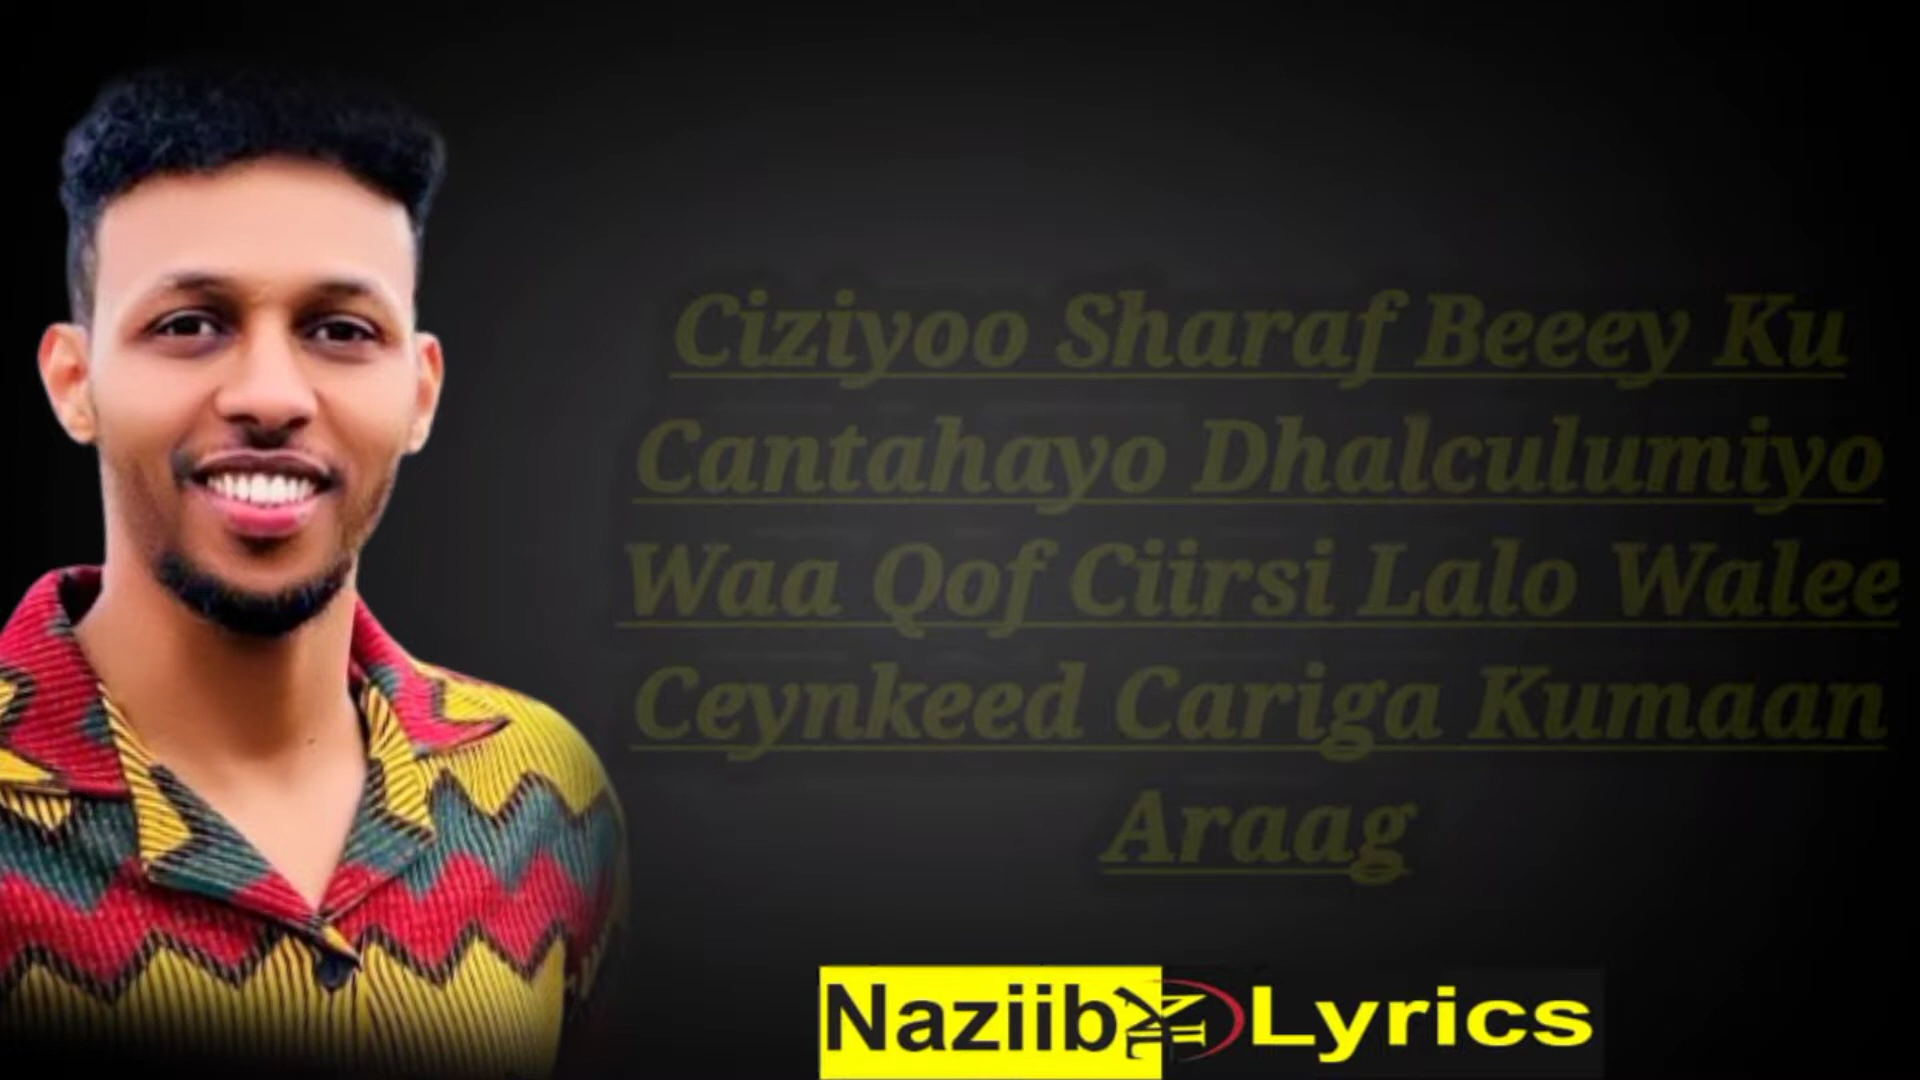 Ciziyoo Sharaf Beeey Ku
Cantahayo Dhalculumiyo
Waa Qof Ciirsi Lalo Walee
Ceynkeed Cariga Kumaan
Araag
Naziib Lyrics